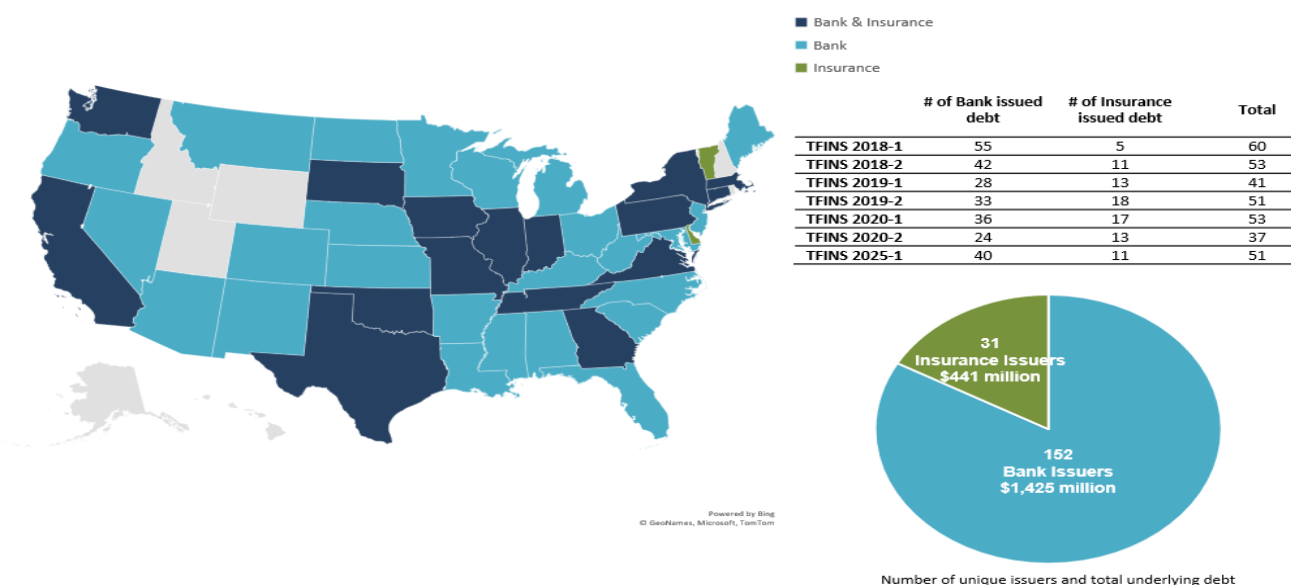 Bank & Insurance
Bank
Insurance
# of Bank issued debt # of Insurance issued debt Total
TFINS 2018-1 55 5 60
TFINS 2018-2 42 11 53
TFINS 2019-1 28 13 41
TFINS 2019-2 33 18 51
TFINS 2020-1 36 17 53
TFINS 2020-2 24 13 37
TFINS 2025-1 40 11 51
31
Insurance Issuers
$441 million
152
Bank Issuers
$1,425 million
Powered by Bing
© GeoNames, Microsoft, TomTom
Number of unique issuers and total underlying debt